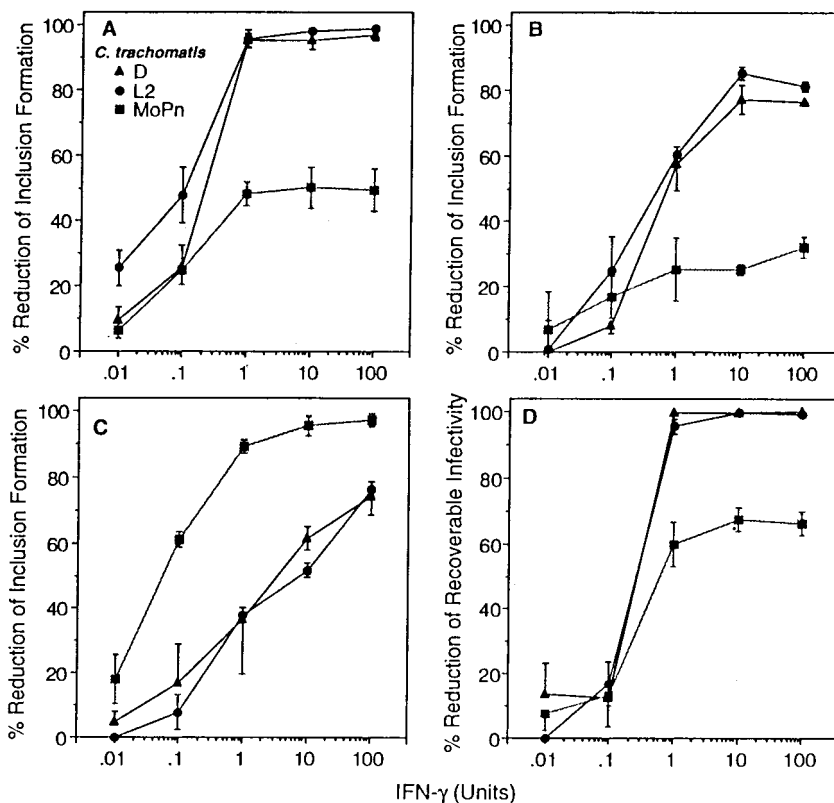 A
C. trachomatis
D
L2
MoPn
% Reduction of Inclusion Formation
100
80
60
40
20
0
.01 .1 1 10 100
B
% Reduction of Inclusion Formation
100
80
60
40
20
0
.01 .1 1 10 100
C
% Reduction of Inclusion Formation
100
80
60
40
20
0
.01 .1 1 10 100
D
% Reduction of Recoverable Infectivity
100
80
60
40
20
0
.01 .1 1 10 100
IFN-γ (Units)